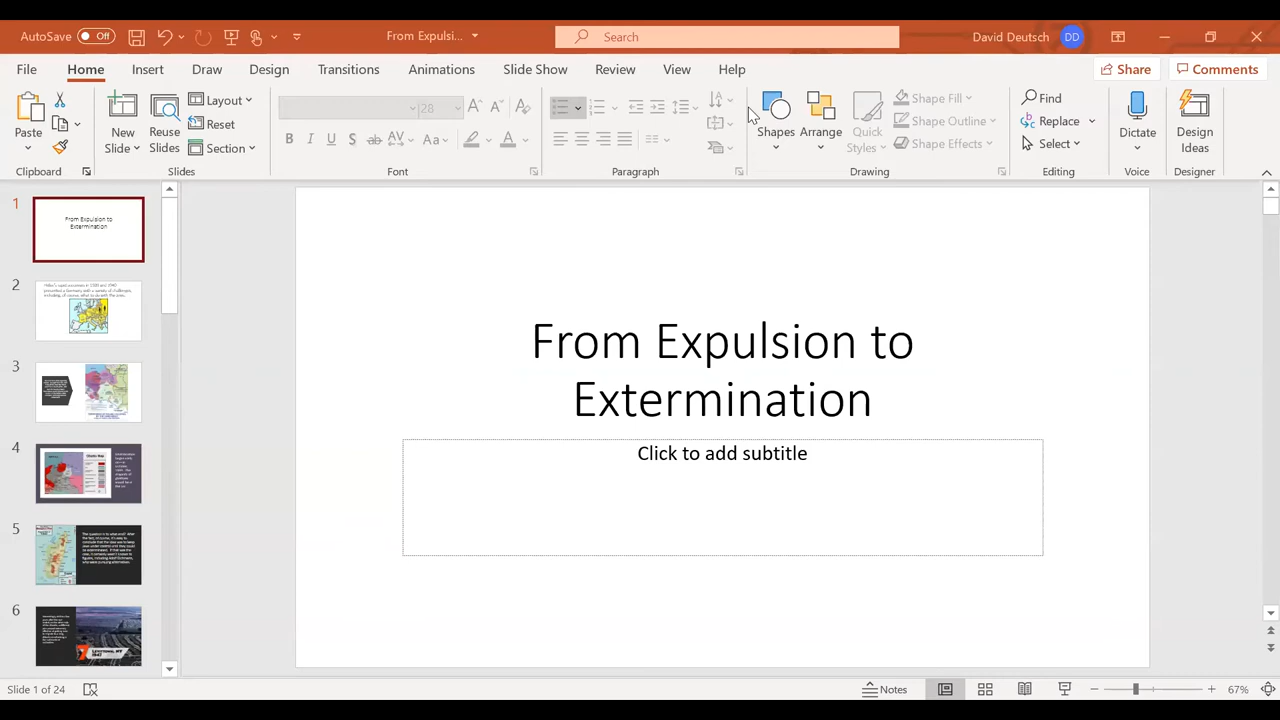 AutoSave Off
From Expulsi...
Search
David Deutsch DD
File Home Insert Draw Design Transitions Animations Slide Show Review View Help Share Comments
Paste
Clipboard
New Slide
Reuse Slides
Layout
Reset
Section
Slides
28
B I U S ab AV Aa A
Font
Paragraph
Shapes
Arrange
Quick Styles
Shape Fill
Shape Outline
Shape Effects
Drawing
Find
Replace
Select
Editing
Dictate
Voice
Design Ideas
Designer
1
From Expulsion to
Extermination
2
3
4
5
6
From Expulsion to
Extermination
Click to add subtitle
Slide 1 of 24
Notes
67%